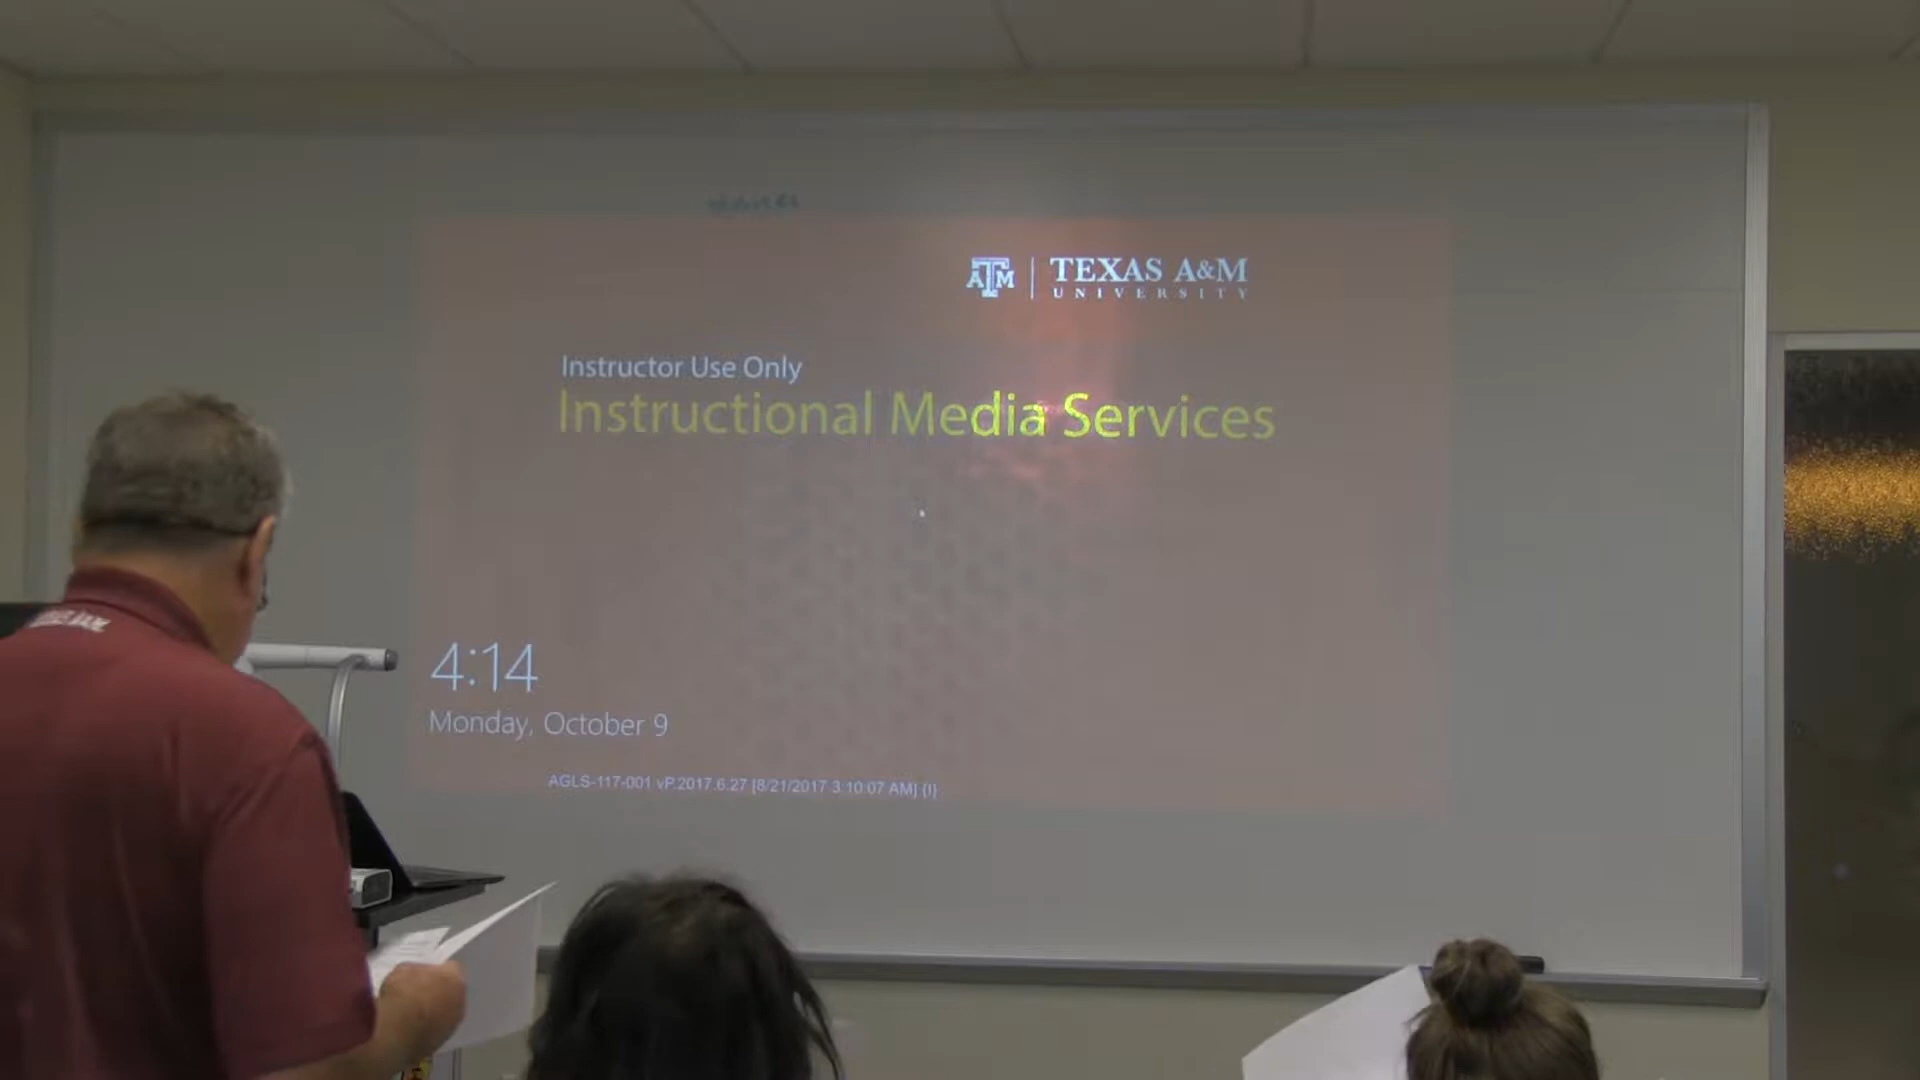 ATM | TEXAS A&M
UNIVERSITY
Instructor Use Only
Instructional Media Services
4:14
Monday, October 9
AGLS-117-001 vP.2017.6.27 [8/21/2017 3:10:07 AM] (I)